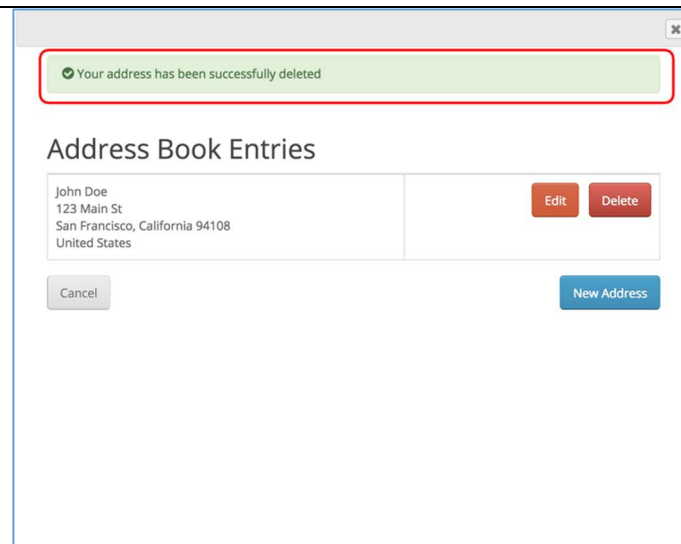 Your address has been successfully deleted
Address Book Entries
John Doe
123 Main St
San Francisco, California 94108
United States
Edit
Delete
Cancel
New Address